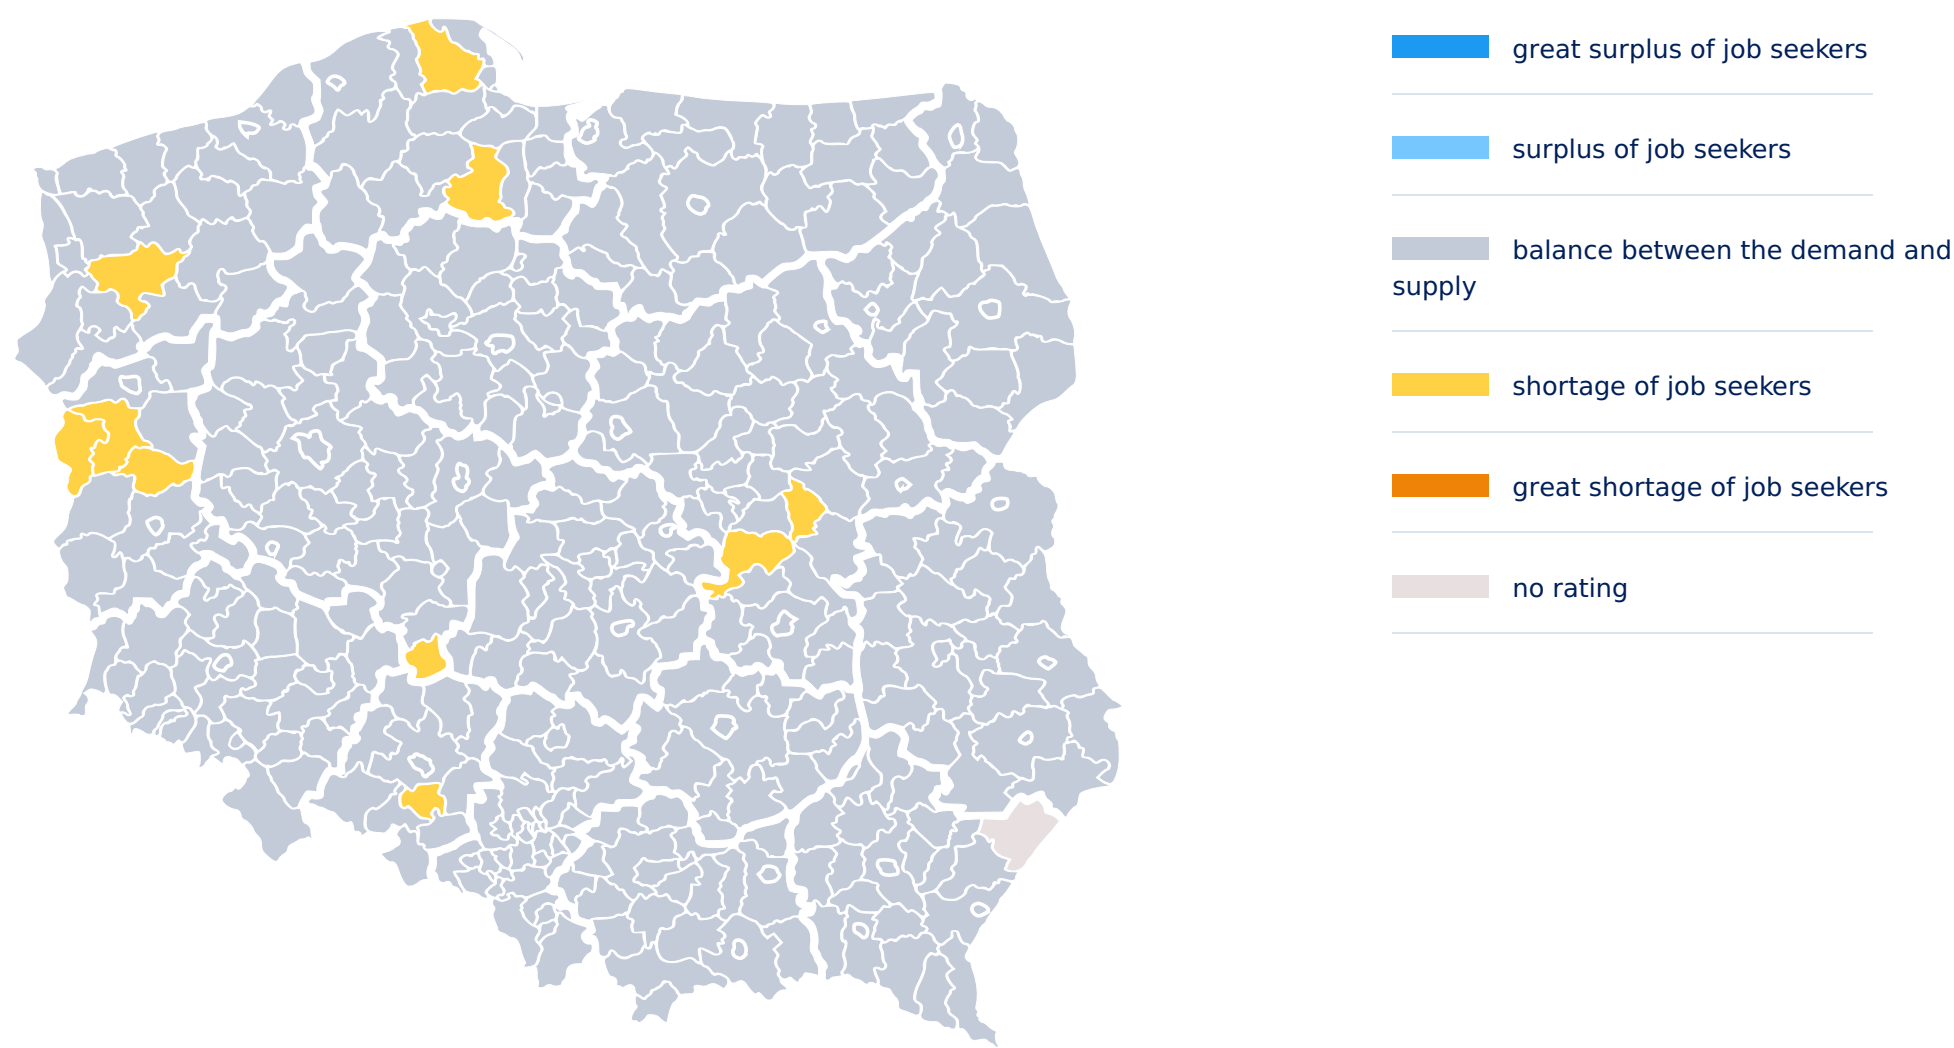 great surplus of job seekers
surplus of job seekers
balance between the demand and
supply
shortage of job seekers
great shortage of job seekers
no rating